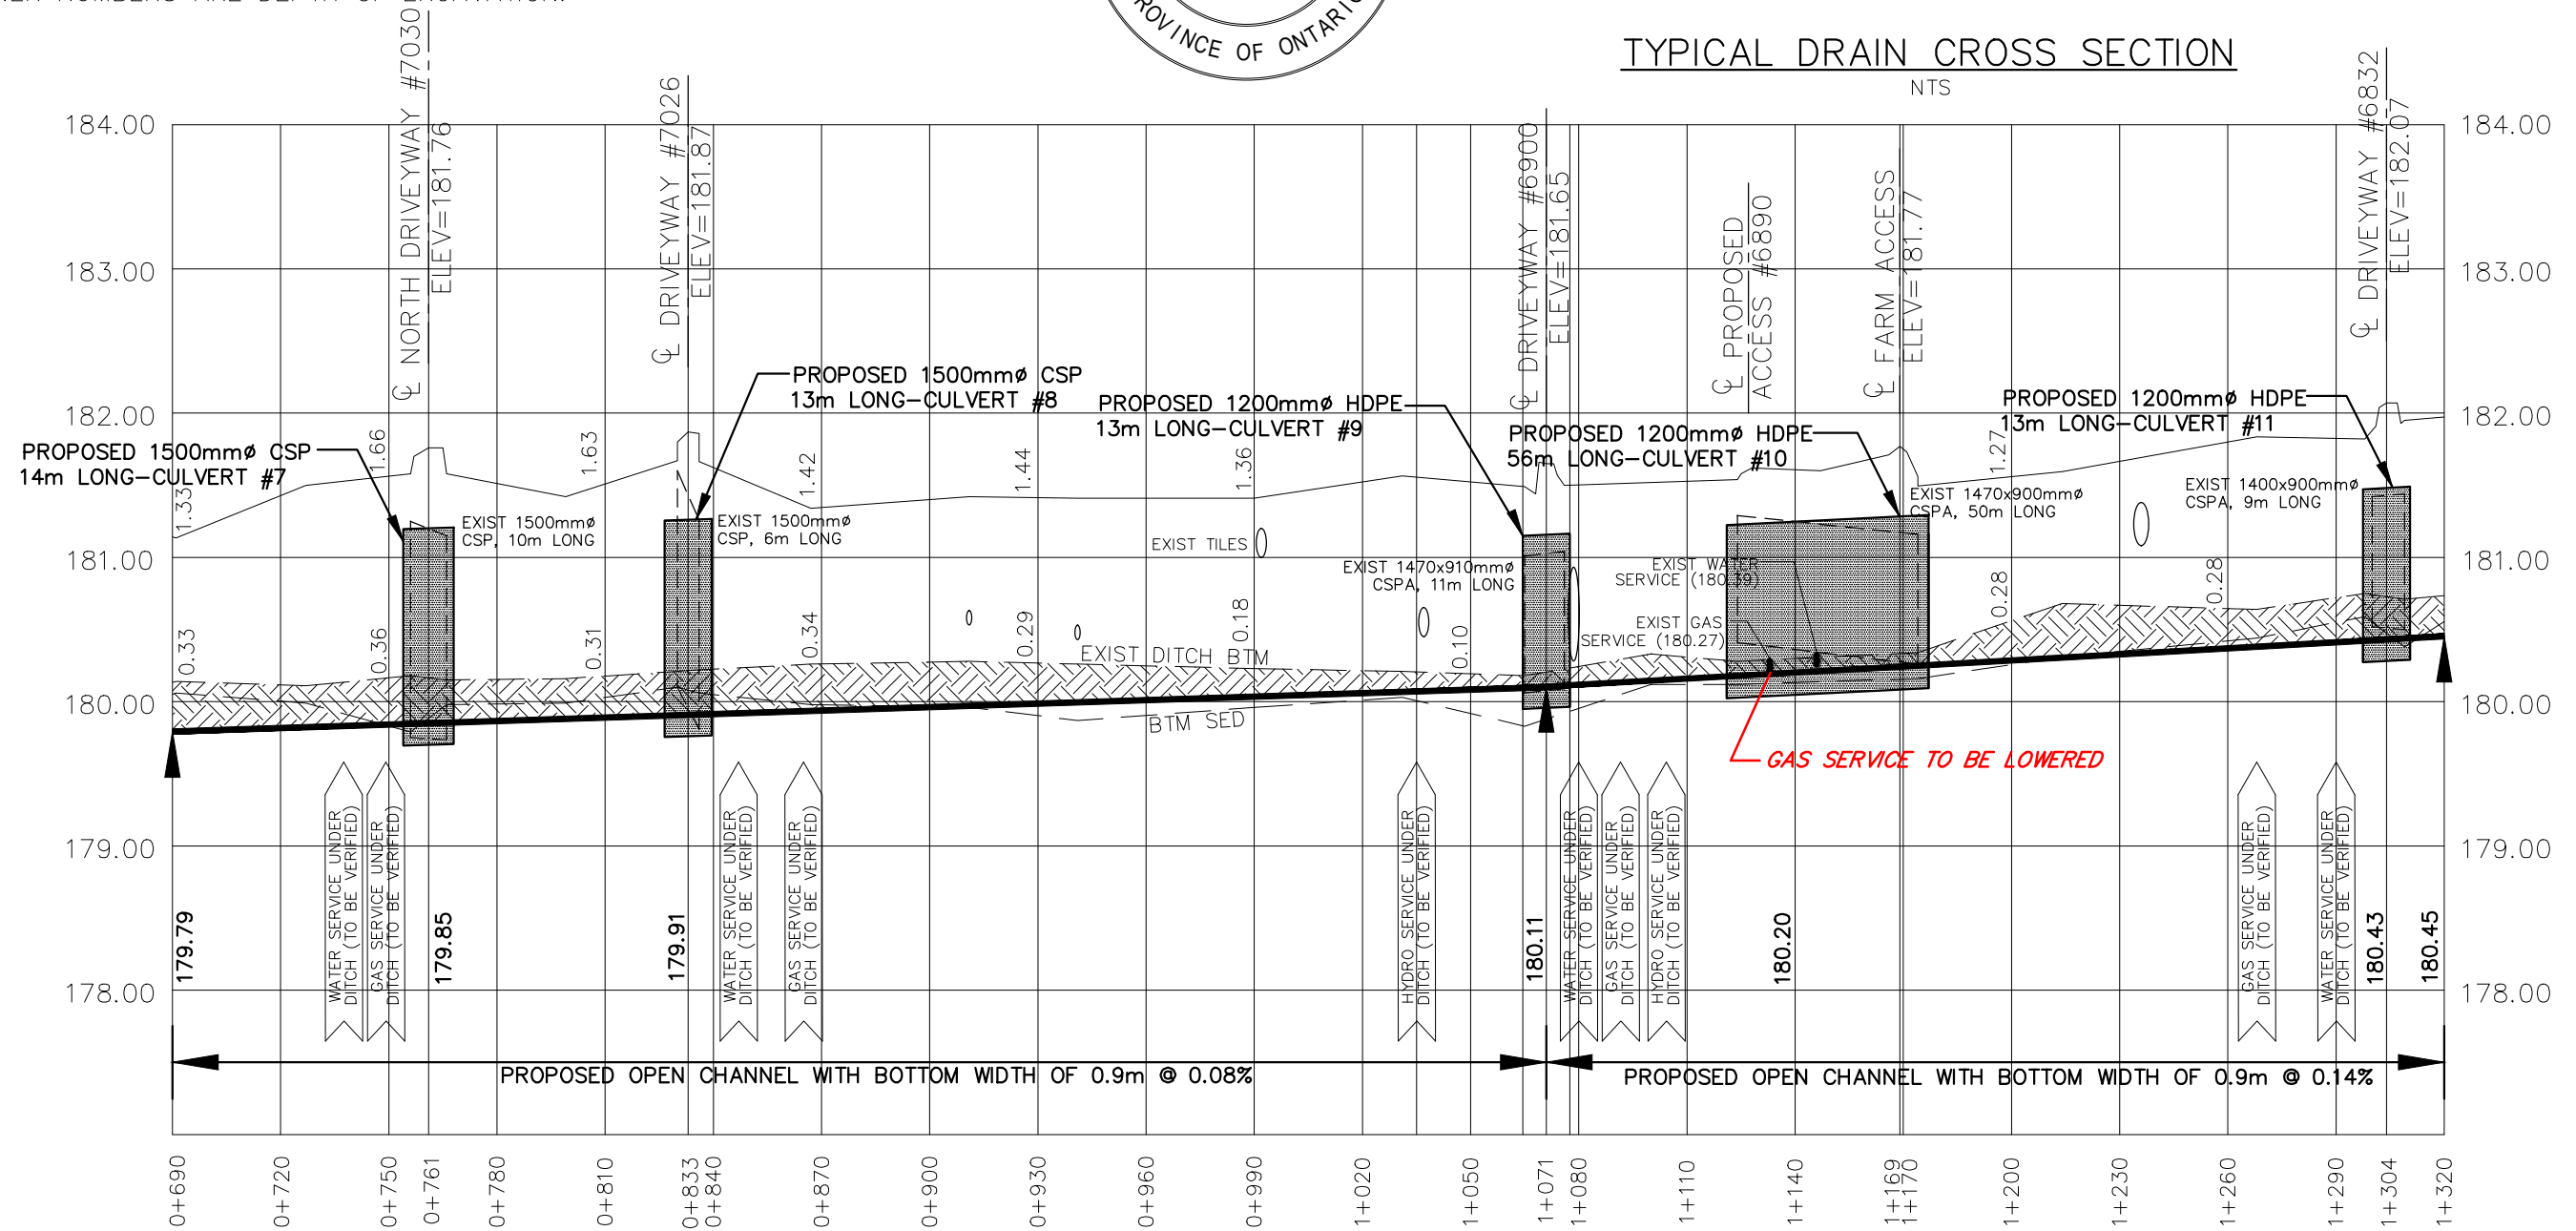 PROVINCE OF ONTARIO
TYPICAL DRAIN CROSS SECTION
NTS
184.00
183.00
182.00
181.00
180.00
179.00
178.00
184.00
183.00
182.00
181.00
180.00
179.00
178.00
℄ NORTH DRIVEWAY #7030
ELEV=181.76
℄ DRIVEWAY #7026
ELEV=181.87
℄ DRIVEWAY #6900
ELEV=181.65
℄ PROPOSED
ACCESS #6890
℄ FARM ACCESS
ELEV=181.77
℄ DRIVEWAY #6832
ELEV=182.07
PROPOSED 1500mmø CSP
14m LONG-CULVERT #7
PROPOSED 1500mmø CSP
13m LONG-CULVERT #8
PROPOSED 1200mmø HDPE
13m LONG-CULVERT #9
PROPOSED 1200mmø HDPE
56m LONG-CULVERT #10
PROPOSED 1200mmø HDPE
13m LONG-CULVERT #11
1.33
1.66
1.63
1.42
1.44
1.36
1.27
EXIST 1500mmø
CSP, 10m LONG
EXIST 1500mmø
CSP, 6m LONG
EXIST TILES
EXIST 1470x910mmø
CSPA, 11m LONG
EXIST WATER
SERVICE (180.39)
EXIST GAS
SERVICE (180.27)
EXIST 1470x900mmø
CSPA, 50m LONG
EXIST 1400x900mmø
CSPA, 9m LONG
0.33
0.36
0.31
0.34
0.29
0.18
0.10
0.28
0.28
EXIST DITCH BTM
BTM SED
GAS SERVICE TO BE LOWERED
WATER SERVICE UNDER
DITCH (TO BE VERIFIED)
GAS SERVICE UNDER
DITCH (TO BE VERIFIED)
WATER SERVICE UNDER
DITCH (TO BE VERIFIED)
GAS SERVICE UNDER
DITCH (TO BE VERIFIED)
HYDRO SERVICE UNDER
DITCH (TO BE VERIFIED)
WATER SERVICE UNDER
DITCH (TO BE VERIFIED)
GAS SERVICE UNDER
DITCH (TO BE VERIFIED)
HYDRO SERVICE UNDER
DITCH (TO BE VERIFIED)
GAS SERVICE UNDER
DITCH (TO BE VERIFIED)
WATER SERVICE UNDER
DITCH (TO BE VERIFIED)
179.79
179.85
179.91
180.11
180.20
180.43
180.45
PROPOSED OPEN CHANNEL WITH BOTTOM WIDTH OF 0.9m @ 0.08%
PROPOSED OPEN CHANNEL WITH BOTTOM WIDTH OF 0.9m @ 0.14%
0+690
0+720
0+750
0+761
0+780
0+810
0+833
0+840
0+870
0+900
0+930
0+960
0+990
1+020
1+050
1+071
1+080
1+110
1+140
1+169
1+170
1+200
1+230
1+260
1+290
1+304
1+320